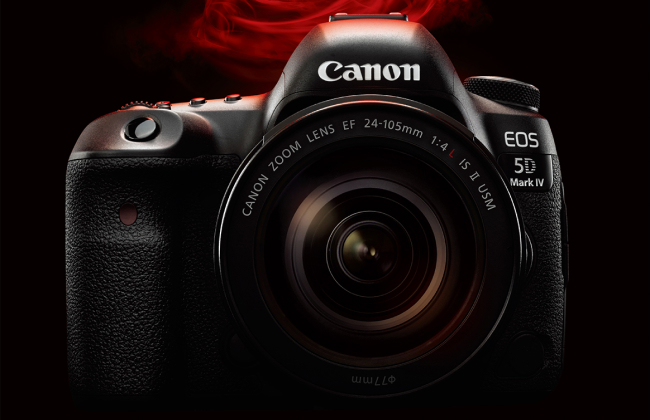 Canon
CANON ZOOM LENS EF 24-105mm 1:4 L IS II USM
EOS
5D
Mark IV
Φ77mm